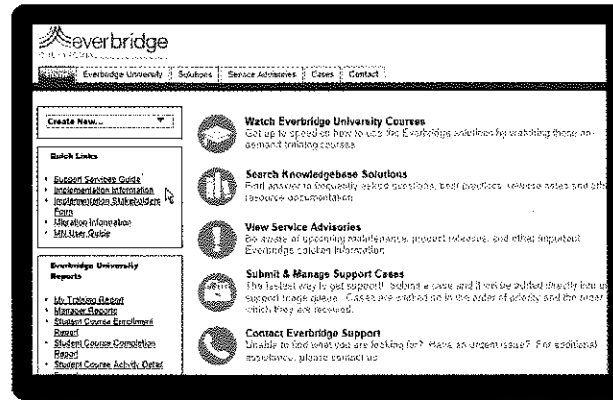 everbridge
Everbridge University Solutions Service Advisories Cases Contact
Create New...
Quick Links
Support Services Guide
Implementation Information
Implementation Stakeholders
Form
Migration Information
MN User Guide
Everbridge University
Reports
My Training Report
Manager Reports
Student Course Enrollment
Report
Student Course Completion
Report
Student Course Activity Detail
Watch Everbridge University Courses
Get up to speed on how to use the Everbridge solutions by watching these on-
demand training courses
Search Knowledgebase Solutions
Find answer to frequently asked questions, best practices, release notes and
resource documentation
View Service Advisories
Be aware of upcoming maintenance, product releases, and other important
Everbridge solution information
Submit & Manage Support Cases
The fastest way to get support! Submit a case and it will be added directly into
support triage queue. Cases are worked on in the order of priority and the order
which they are received.
Contact Everbridge Support
Unable to find what you are looking for? Have an urgent issue? For additional
assistance, please contact us